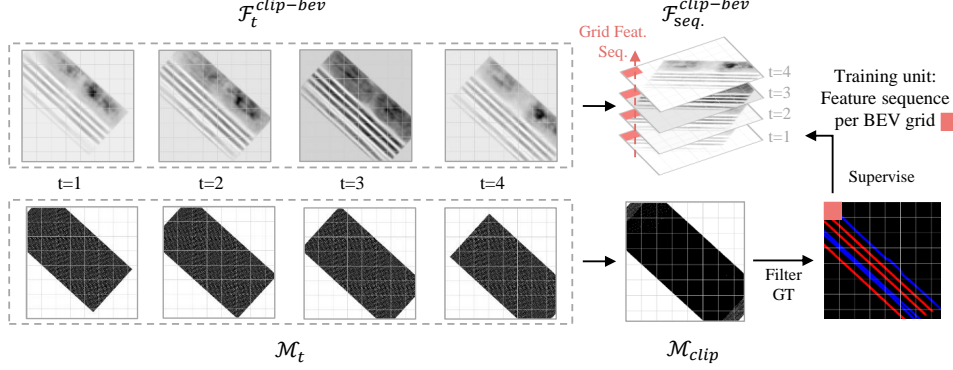 ℱ_t^{clip−bev}
ℱ_{seq.}^{clip−bev}
Grid Feat.
Seq.
t=4
t=3
t=2
t=1
Training unit:
Feature sequence
per BEV grid
t=1 t=2 t=3 t=4
Supervise
Filter
GT
ℳ_t
ℳ_{clip}